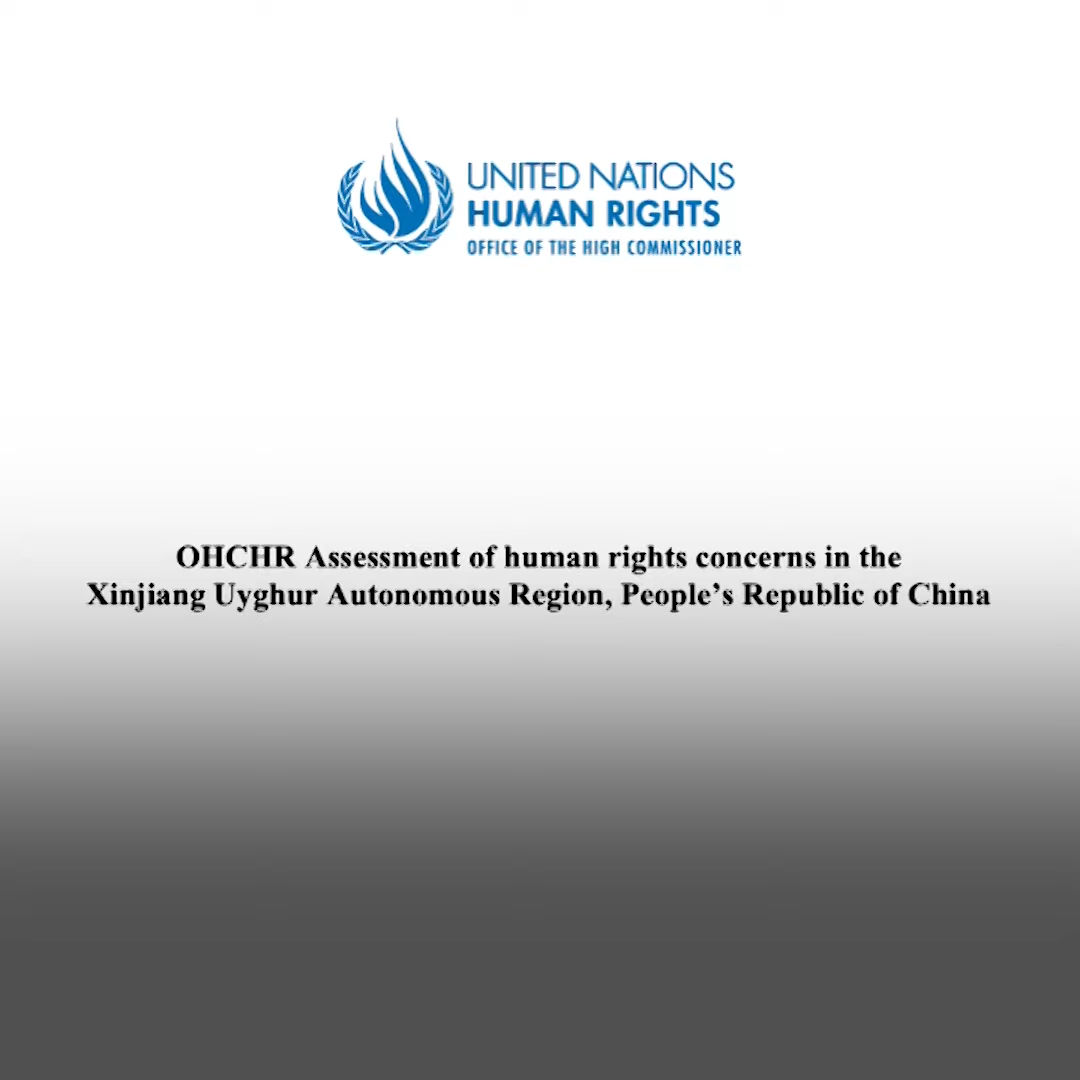 UNITED NATIONS
HUMAN RIGHTS
OFFICE OF THE HIGH COMMISSIONER
OHCHR Assessment of human rights concerns in the
Xinjiang Uyghur Autonomous Region, People’s Republic of China